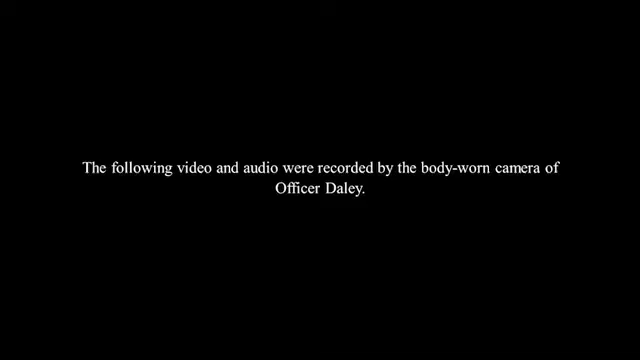 The following video and audio were recorded by the body-worn camera of
Officer Daley.